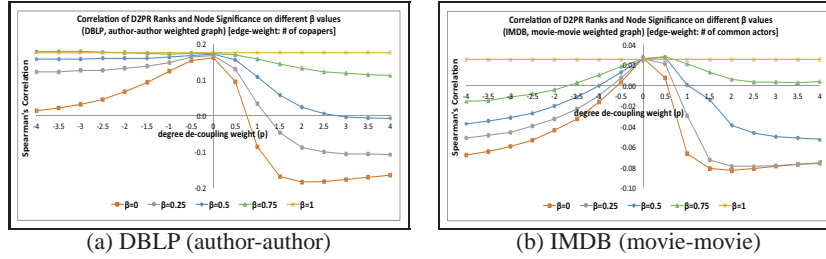 Correlation of D2PR Ranks and Node Significance on different β values
(DBLP, author-author weighted graph) [edge-weight: # of copapers]
0.2
0.1
0.0
-0.1
-0.2
Spearman's Correlation
-4 -3.5 -3 -2.5 -2 -1.5 -1 -0.5 0 0.5 1 1.5 2 2.5 3 3.5 4
degree de-coupling weight (p)
β=0 β=0.25 β=0.5 β=0.75 β=1
(a) DBLP (author-author)
Correlation of D2PR Ranks and Node Significance on different β values
(IMDB, movie-movie weighted graph) [edge-weight: # of common actors]
0.04
0.02
0.00
-0.02
-0.04
-0.06
-0.08
-0.10
Spearman's Correlation
-4 -3.5 -3 -2.5 -2 -1.5 -1 -0.5 0 0.5 1 1.5 2 2.5 3 3.5 4
degree de-coupling weight (p)
β=0 β=0.25 β=0.5 β=0.75 β=1
(b) IMDB (movie-movie)